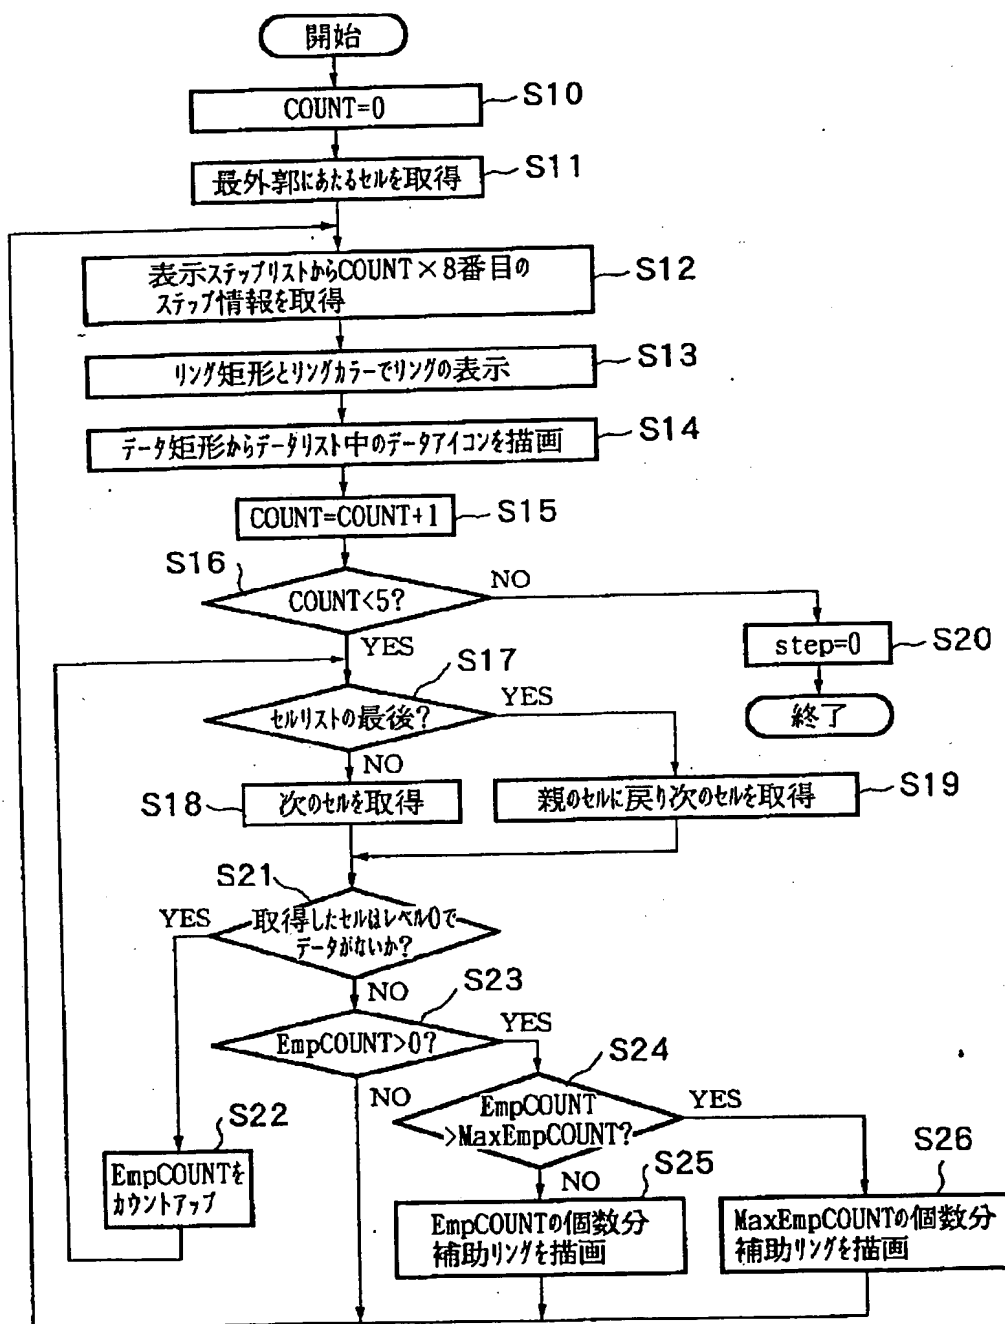 開始
COUNT=0
S10
最外郭にあたるセルを取得
S11
表示ステップリストからCOUNT×8番目の
ステップ情報を取得
S12
リング矩形とリングカラーでリングの表示
S13
データ矩形からデータリスト中のデータアイコンを描画
S14
COUNT=COUNT+1
S15
S16
COUNT<5?
NO
YES
step=0
S20
終了
S17
セルリストの最後?
YES
NO
S18
次のセルを取得
親のセルに戻り次のセルを取得
S19
S21
取得したセルはレベル0で
データがないか?
YES
NO
S23
EmpCOUNT>0?
YES
NO
S24
EmpCOUNT
>MaxEmpCOUNT?
YES
NO
S22
EmpCOUNTを
カウントアップ
S25
EmpCOUNTの個数分
補助リングを描画
S26
MaxEmpCOUNTの個数分
補助リングを描画